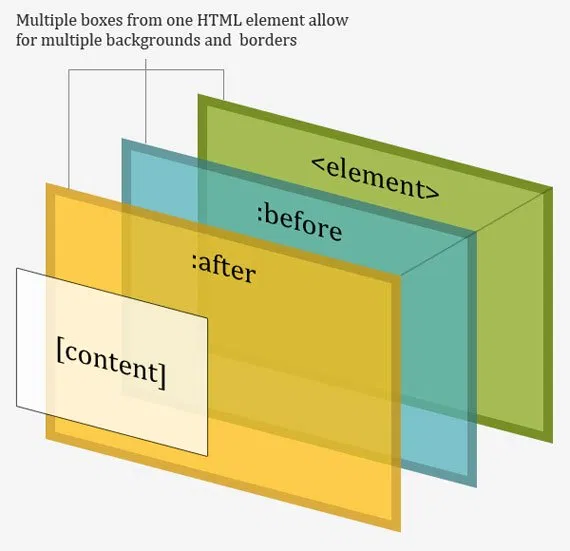 Multiple boxes from one HTML element allow
for multiple backgrounds and  borders
<element>
:before
:after
[content]